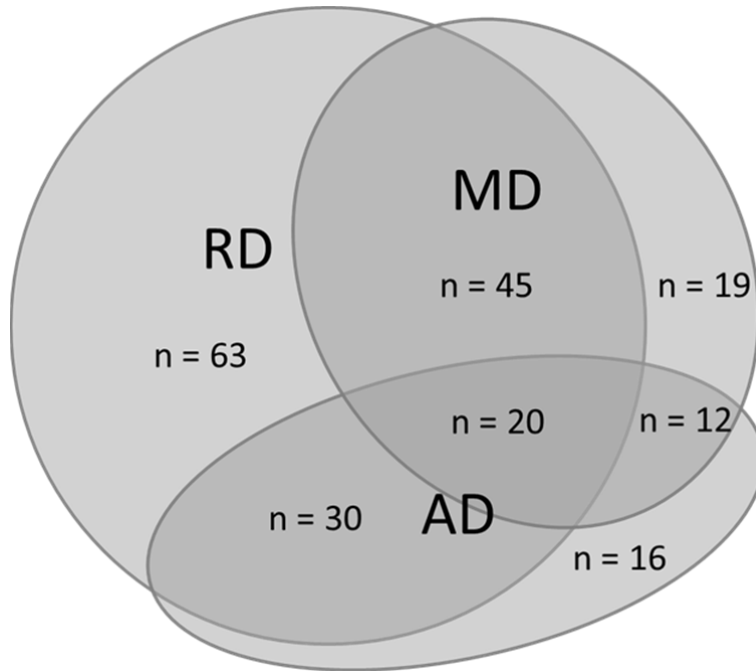 MD
RD
n = 45
n = 19
n = 63
n = 20
n = 12
n = 30
AD
n = 16